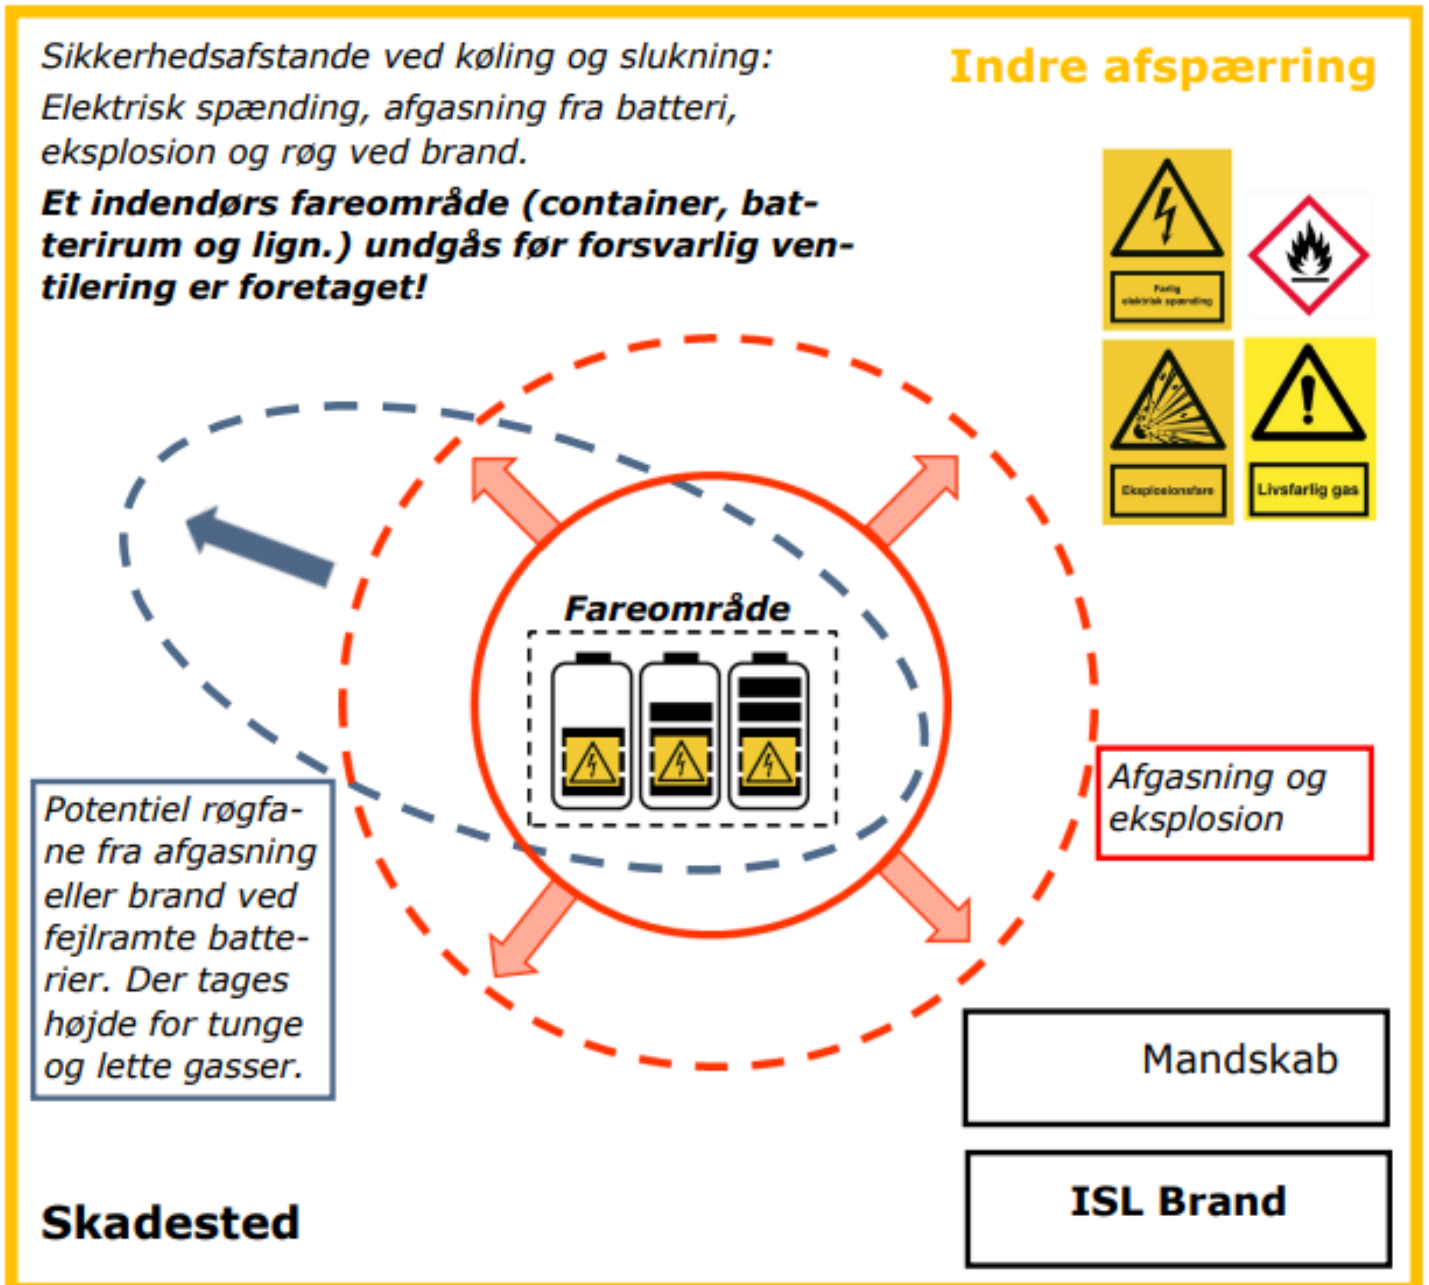 Sikkerhedsafstande ved køling og slukning:
Elektrisk spænding, afgasning fra batteri,
eksplosion og røg ved brand.
Et indendørs fareområde (container, bat-
terirum og lign.) undgås før forsvarlig ven-
tilering er foretaget!
Indre afspærring
Farlig
elektrisk spænding
Eksplosionsfare
Livsfarlig gas
Fareområde
Afgasning og
eksplosion
Potentiel røgfa-
ne fra afgasning
eller brand ved
fejlramte batte-
rier. Der tages
højde for tunge
og lette gasser.
Mandskab
ISL Brand
Skadested